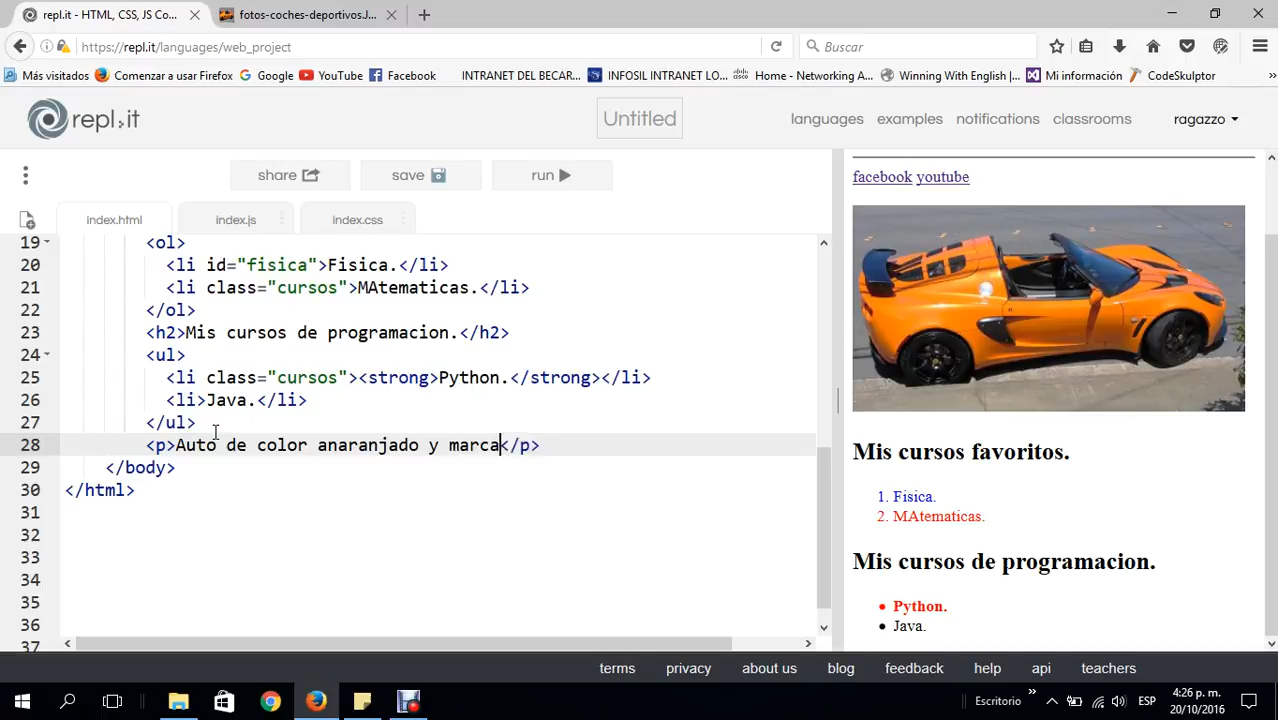 repl.it - HTML, CSS, JS Co...
fotos-coches-deportivos.J...
https://repl.it/languages/web_project
Buscar
Más visitados
Comenzar a usar Firefox
Google
YouTube
Facebook
INTRANET DEL BECAR...
INFOSIL INTRANET LO...
Home - Networking A...
Winning With English |...
Mi información
CodeSkulptor
repl.it
Untitled
languages
examples
notifications
classrooms
ragazzo
share
save
run
index.html
index.js
index.css
19 <ol>
20 <li id="fisica">Fisica.</li>
21 <li class="cursos">MAtematicas.</li>
22 </ol>
23 <h2>Mis cursos de programacion.</h2>
24 <ul>
25 <li class="cursos"><strong>Python.</strong></li>
26 <li>Java.</li>
27 </ul>
28 <p>Auto de color anaranjado y marca</p>
29 </body>
30 </html>
31
32
33
34
35
36
37
facebook youtube
Mis cursos favoritos.
1. Fisica.
2. MAtematicas.
Mis cursos de programacion.
• Python.
• Java.
terms
privacy
about us
blog
feedback
help
api
teachers
Escritorio
ESP
4:26 p. m.
20/10/2016